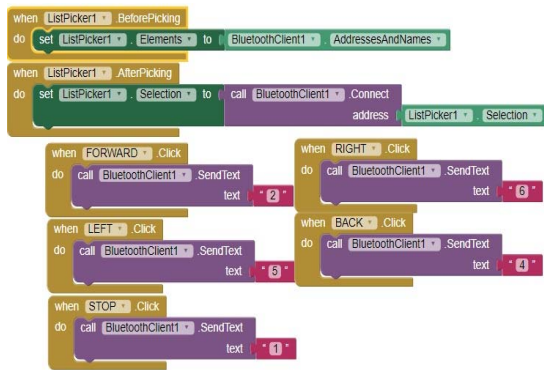 when ListPicker1 .BeforePicking
do set ListPicker1 . Elements to BluetoothClient1 . AddressesAndNames
when ListPicker1 .AfterPicking
do set ListPicker1 . Selection to call BluetoothClient1 .Connect
address ListPicker1 . Selection
when FORWARD .Click
do call BluetoothClient1 .SendText
text " 2 "
when RIGHT .Click
do call BluetoothClient1 .SendText
text " 6 "
when LEFT .Click
do call BluetoothClient1 .SendText
text " 5 "
when BACK .Click
do call BluetoothClient1 .SendText
text " 4 "
when STOP .Click
do call BluetoothClient1 .SendText
text " 1 "